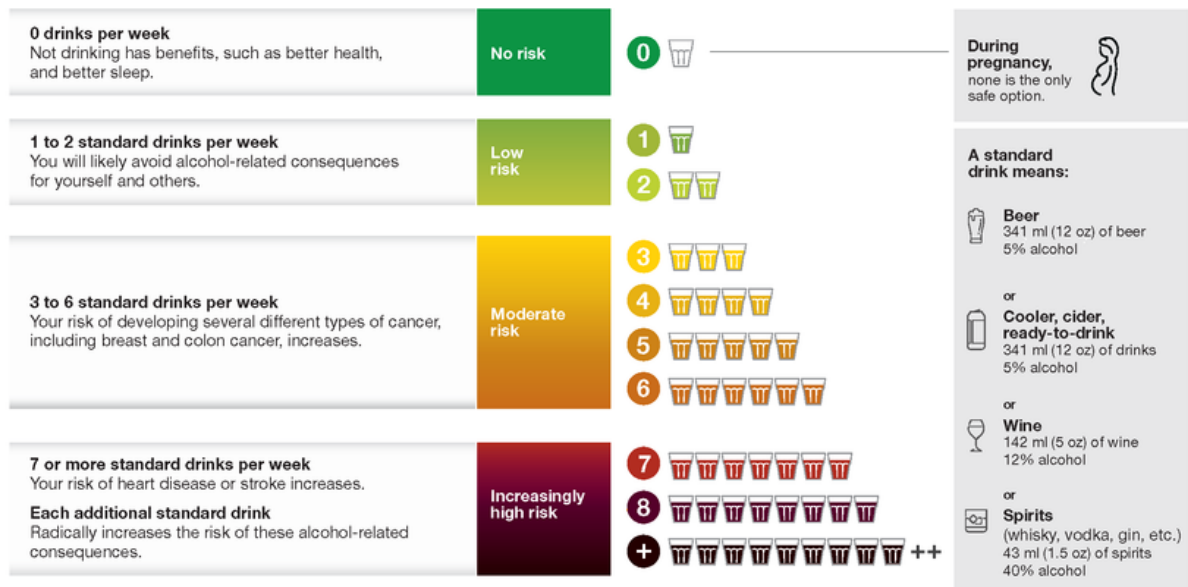 0 drinks per week
Not drinking has benefits, such as better health,
and better sleep.
No risk
0
During
pregnancy,
none is the only
safe option.
1 to 2 standard drinks per week
You will likely avoid alcohol-related consequences
for yourself and others.
Low
risk
1
2
3 to 6 standard drinks per week
Your risk of developing several different types of cancer,
including breast and colon cancer, increases.
Moderate
risk
3
4
5
6
7 or more standard drinks per week
Your risk of heart disease or stroke increases.
Each additional standard drink
Radically increases the risk of these alcohol-related
consequences.
Increasingly
high risk
7
8
+
++
A standard
drink means:
Beer
341 ml (12 oz) of beer
5% alcohol
or
Cooler, cider,
ready-to-drink
341 ml (12 oz) of drinks
5% alcohol
or
Wine
142 ml (5 oz) of wine
12% alcohol
or
Spirits
(whisky, vodka, gin, etc.)
43 ml (1.5 oz) of spirits
40% alcohol